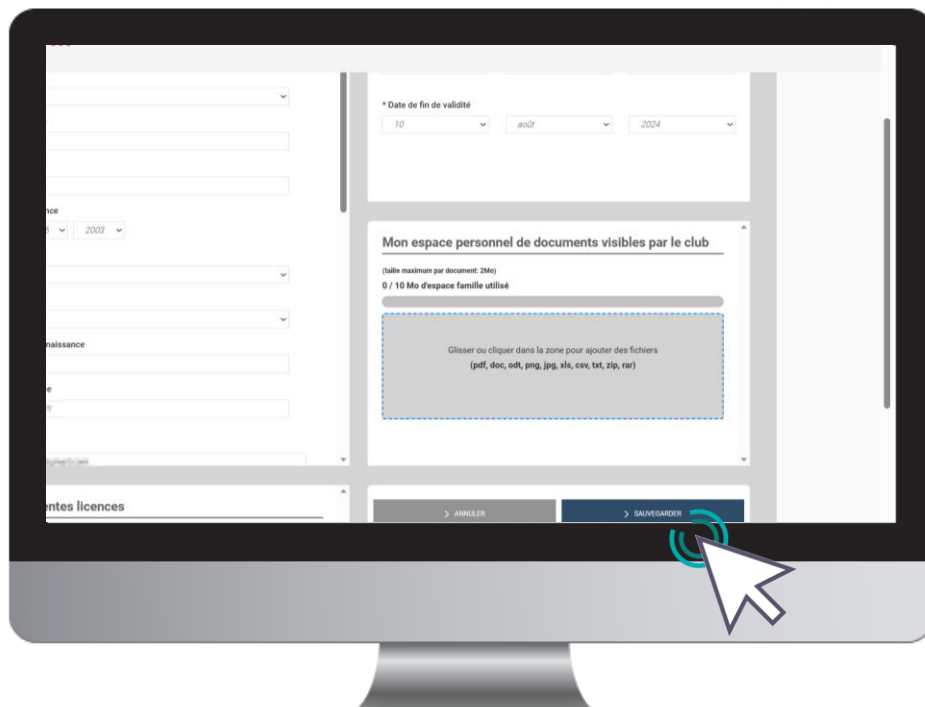 * Date de fin de validité
10 août 2024
nce
2003
Mon espace personnel de documents visibles par le club
(taille maximum par document: 2Mo)
0 / 10 Mo d'espace famille utilisé
naissance
Glisser ou cliquer dans la zone pour ajouter des fichiers
(pdf, doc, odt, png, jpg, xls, csv, txt, zip, rar)
e
entes licences
> ANNULER
> SAUVEGARDER